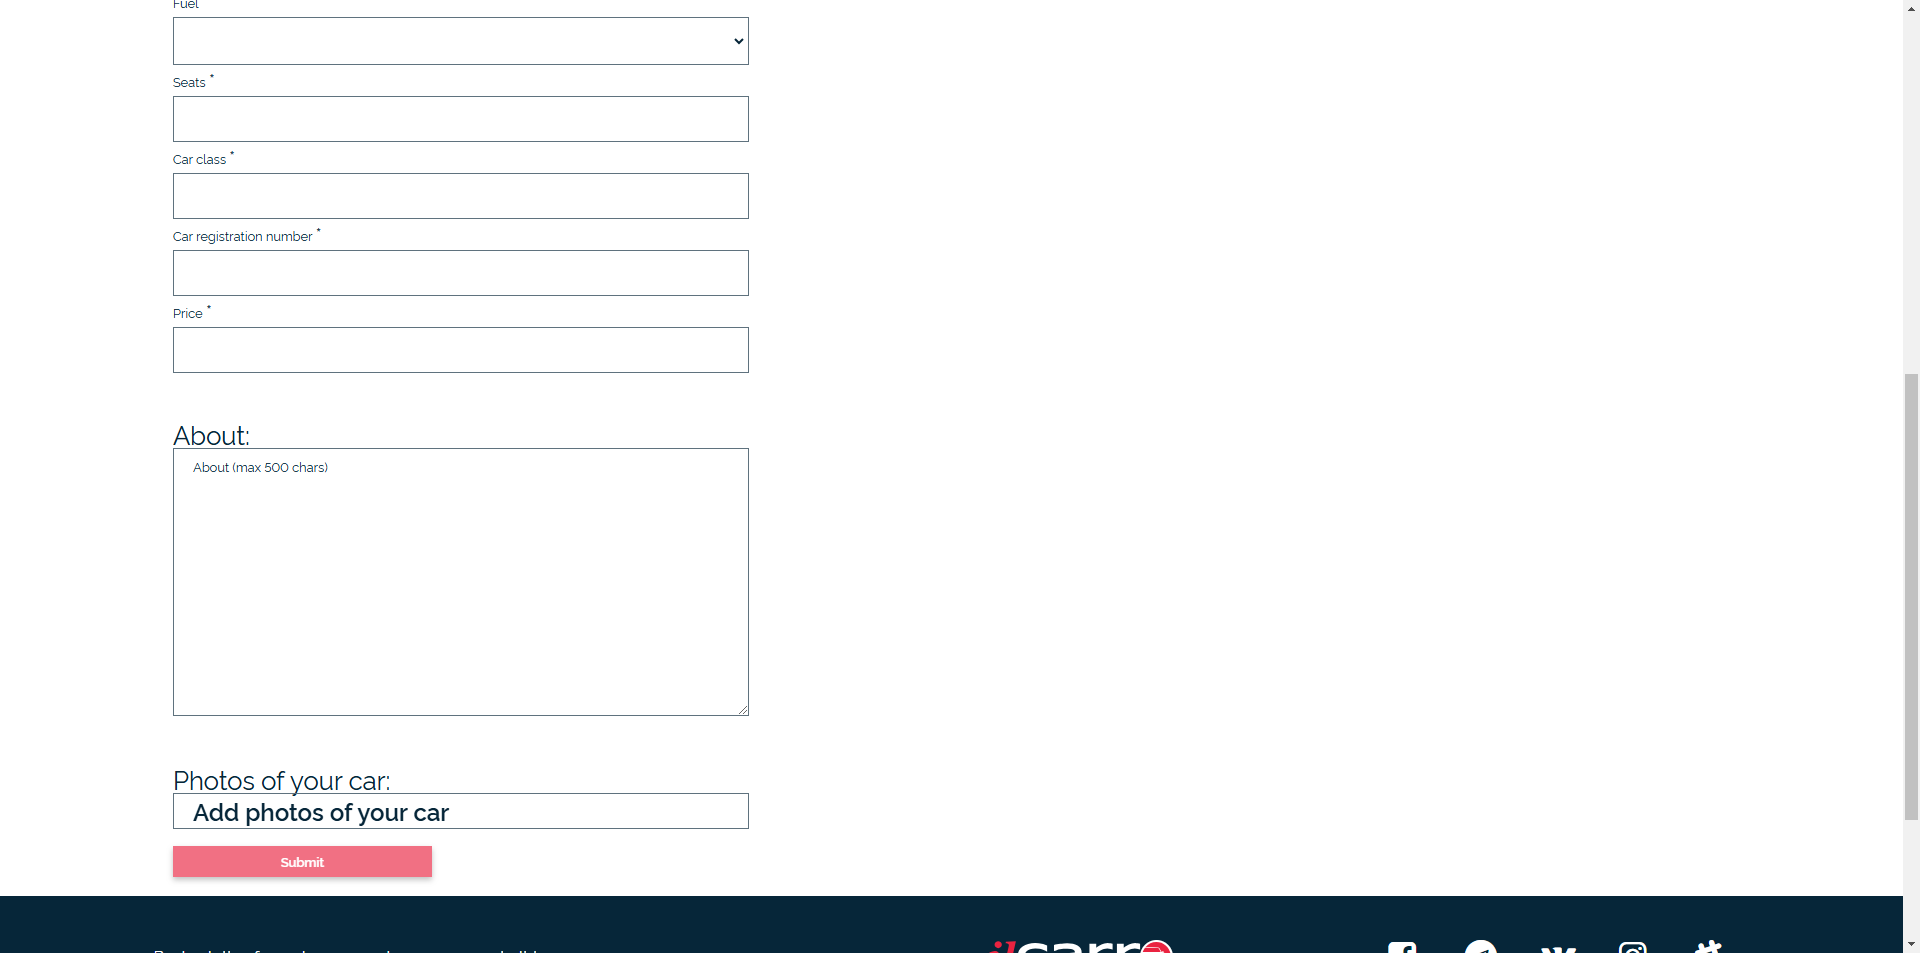 Fuel
Seats *
Car class *
Car registration number *
Price *
About:
About (max 500 chars)
Photos of your car:
Add photos of your car
Submit
ilcarro